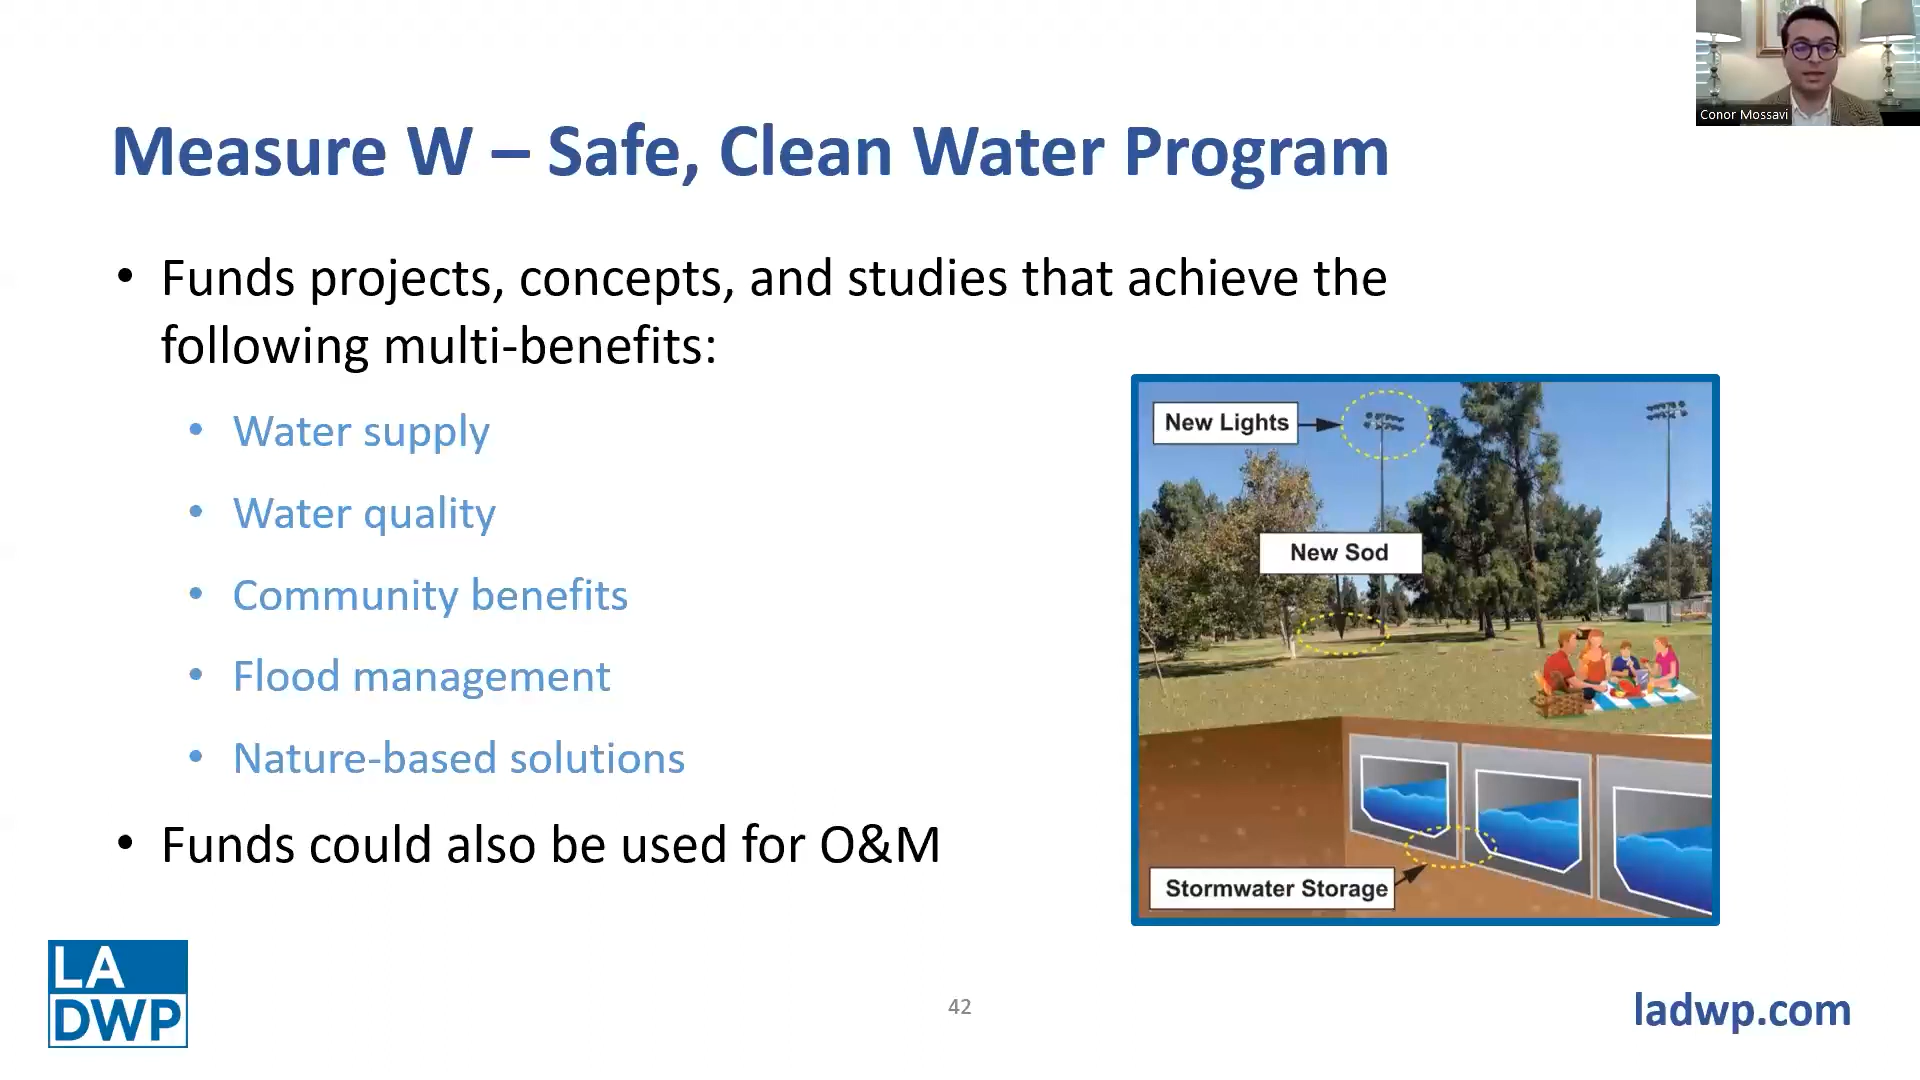 Conor Mossavi
Measure W – Safe, Clean Water Program
• Funds projects, concepts, and studies that achieve the
following multi-benefits:
• Water supply
• Water quality
• Community benefits
• Flood management
• Nature-based solutions
• Funds could also be used for O&M
New Lights
New Sod
Stormwater Storage
LA
DWP
42
ladwp.com